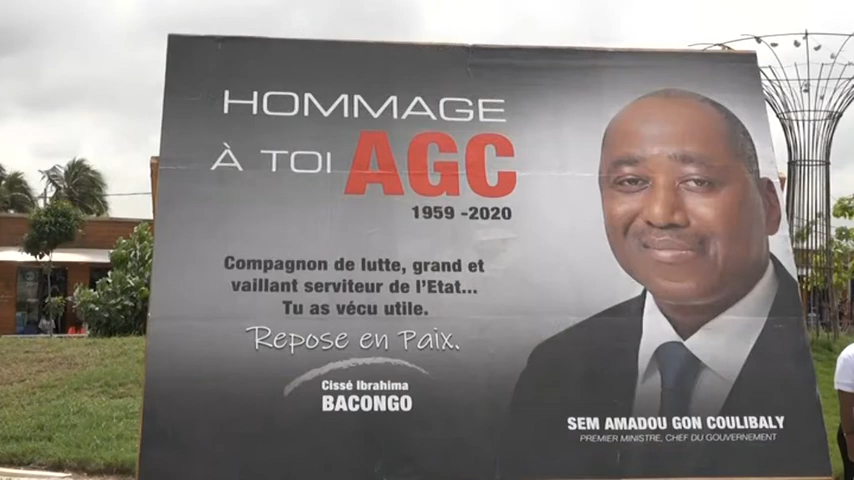 HOMMAGE
À TOI AGC
1959 -2020
Compagnon de lutte, grand et
vaillant serviteur de l'Etat...
Tu as vécu utile.
Repose en Paix.
Cissé Ibrahima
BACONGO
SEM AMADOU GON COULIBALY
PREMIER MINISTRE, CHEF DU GOUVERNEMENT